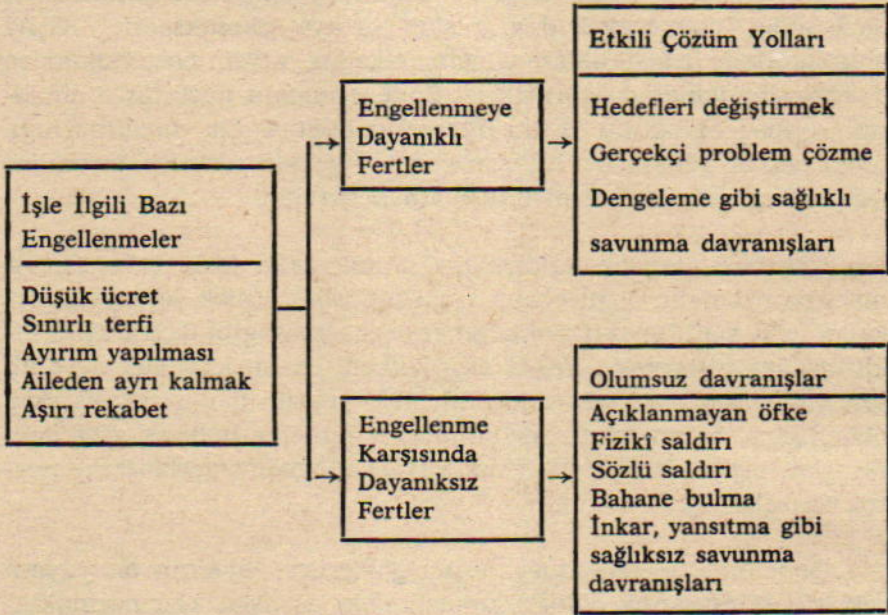 İşle İlgili Bazı
Engellenmeler
Düşük ücret
Sınırlı terfi
Ayırım yapılması
Aileden ayrı kalmak
Aşırı rekabet
Engellenmeye
Dayanıklı
Fertler
Etkili Çözüm Yolları
Hedefleri değiştirmek
Gerçekçi problem çözme
Dengeleme gibi sağlıklı
savunma davranışları
Engellenme
Karşısında
Dayanıksız
Fertler
Olumsuz davranışlar
Açıklanmayan öfke
Fizikî saldırı
Sözlü saldırı
Bahane bulma
İnkar, yansıtma gibi
sağlıksız savunma
davranışları